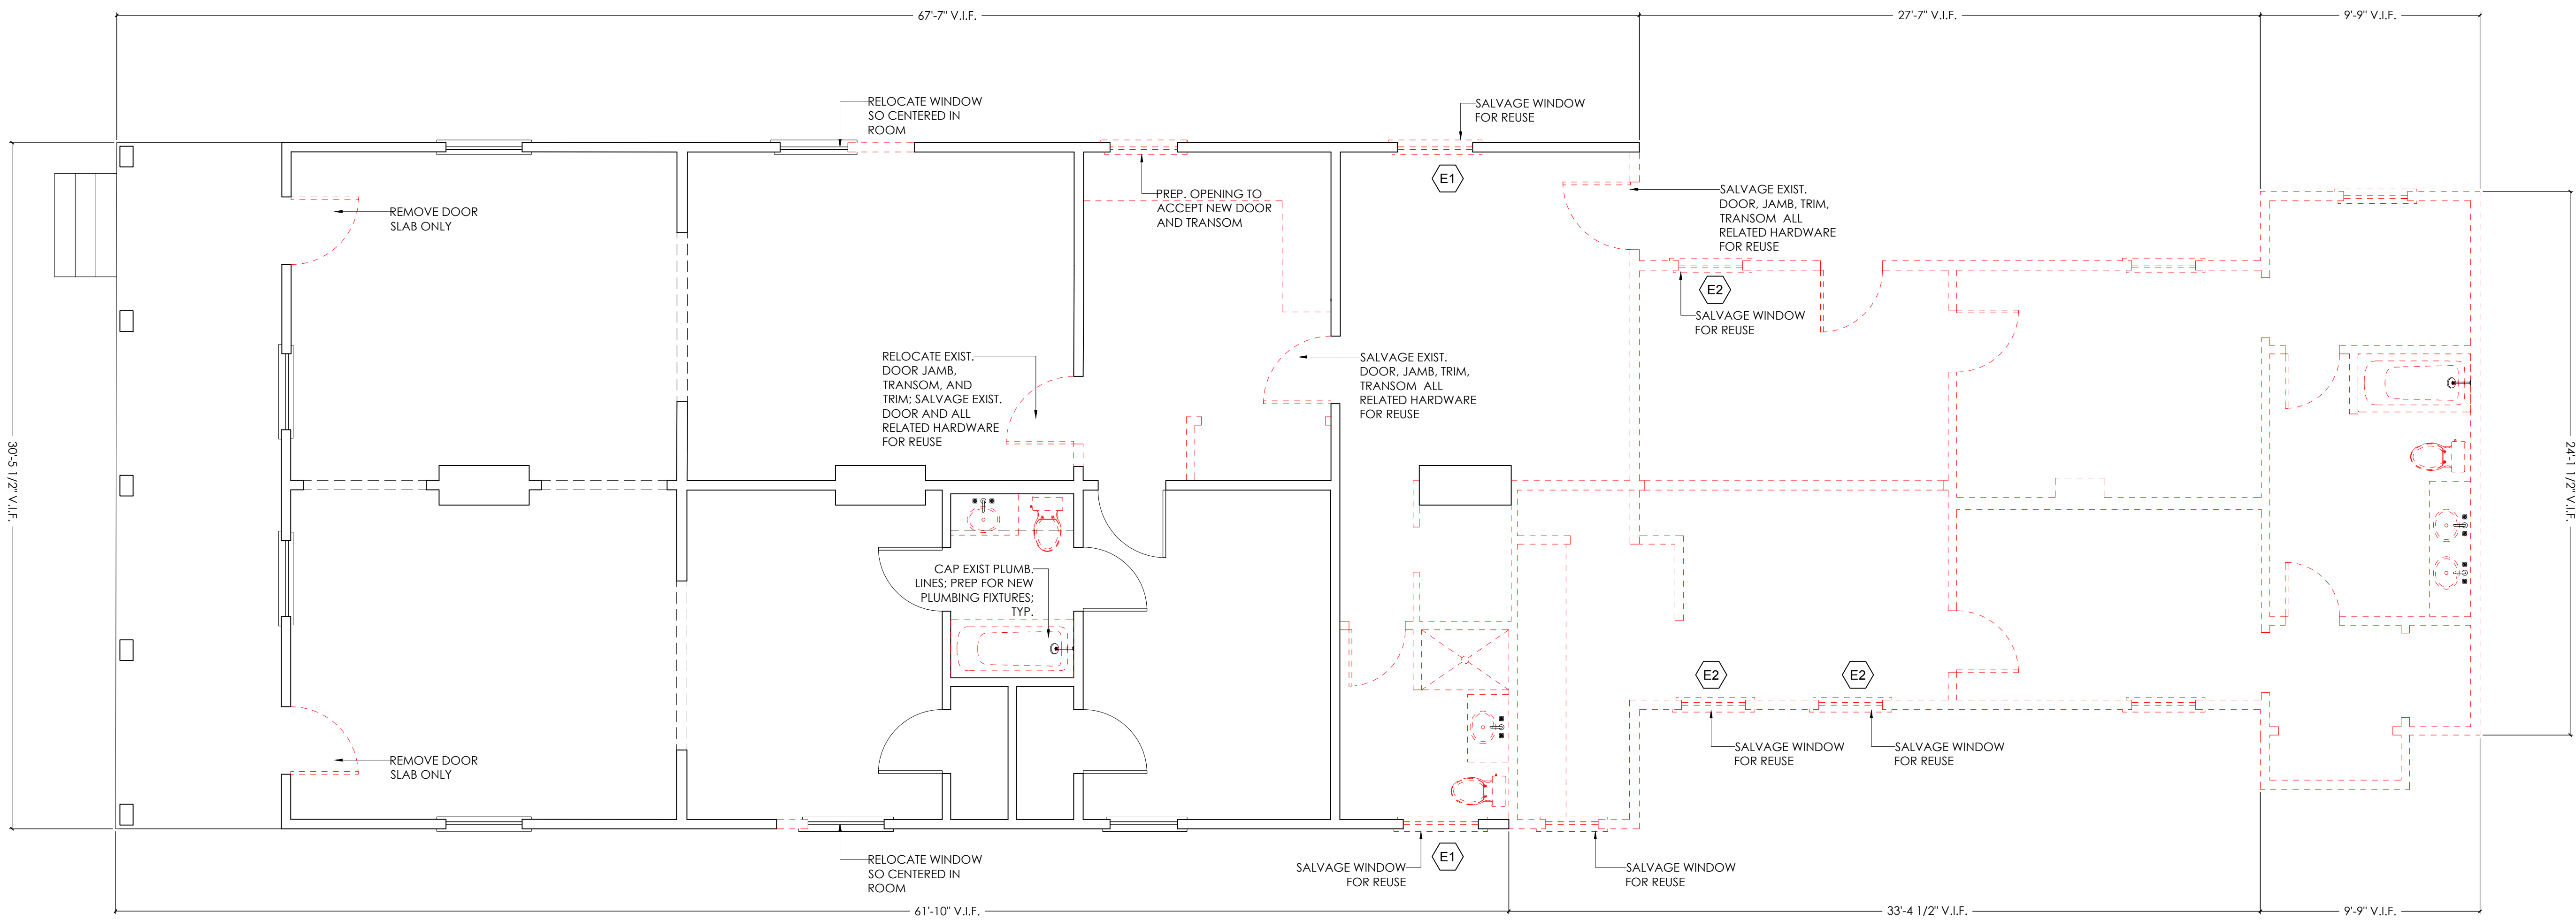 67'-7" V.I.F.
27'-7" V.I.F.
9'-9" V.I.F.
RELOCATE WINDOW
SO CENTERED IN
ROOM
SALVAGE WINDOW
FOR REUSE
E1
PREP. OPENING TO
ACCEPT NEW DOOR
AND TRANSOM
SALVAGE EXIST.
DOOR, JAMB, TRIM,
TRANSOM ALL
RELATED HARDWARE
FOR REUSE
REMOVE DOOR
SLAB ONLY
E2
SALVAGE WINDOW
FOR REUSE
RELOCATE EXIST.
DOOR JAMB,
TRANSOM, AND
TRIM; SALVAGE EXIST.
DOOR AND ALL
RELATED HARDWARE
FOR REUSE
SALVAGE EXIST.
DOOR, JAMB, TRIM,
TRANSOM ALL
RELATED HARDWARE
FOR REUSE
30'-5 1/2" V.I.F.
24'-1 1/2" V.I.F.
CAP EXIST PLUMB.
LINES; PREP FOR NEW
PLUMBING FIXTURES;
TYP.
E2
E2
REMOVE DOOR
SLAB ONLY
SALVAGE WINDOW
FOR REUSE
SALVAGE WINDOW
FOR REUSE
RELOCATE WINDOW
SO CENTERED IN
ROOM
SALVAGE WINDOW
FOR REUSE
E1
SALVAGE WINDOW
FOR REUSE
61'-10" V.I.F.
33'-4 1/2" V.I.F.
9'-9" V.I.F.